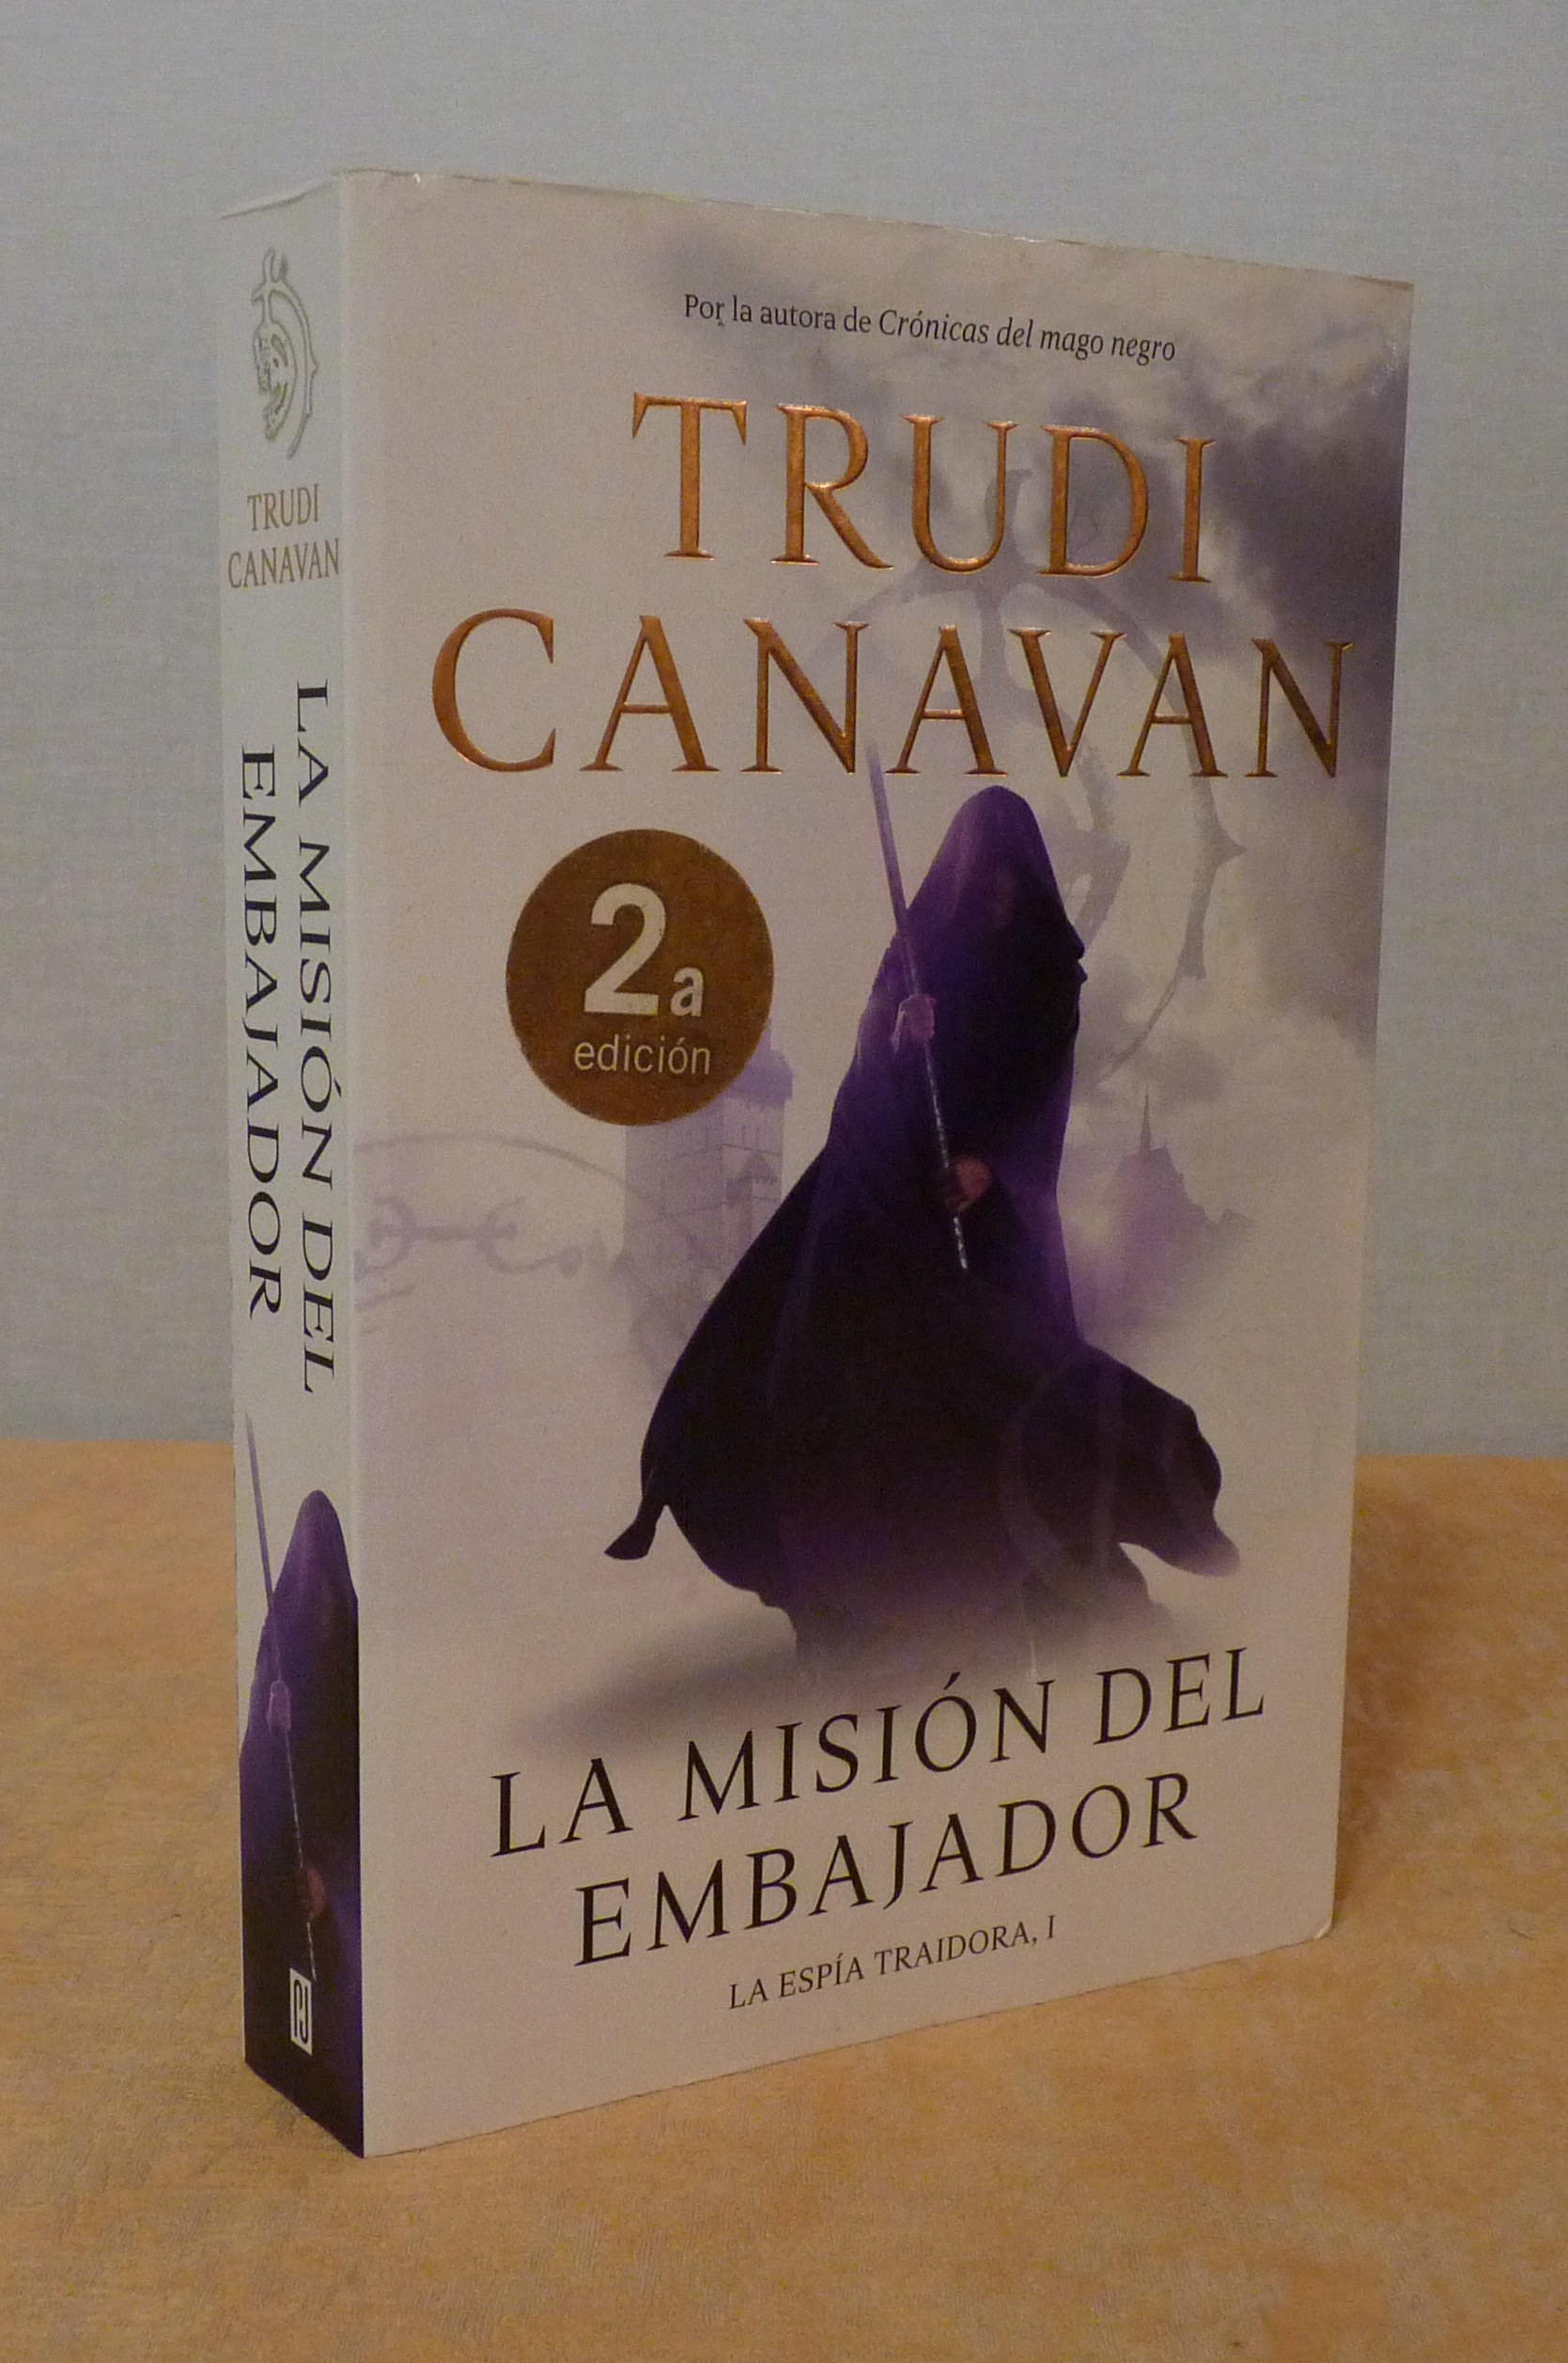 TRUDI
CANAVAN
LA MISIÓN DEL
EMBAJADOR
Por la autora de Crónicas del mago negro
TRUDI
CANAVAN
2a
edición
LA MISIÓN DEL
EMBAJADOR
LA ESPÍA TRAIDORA, I